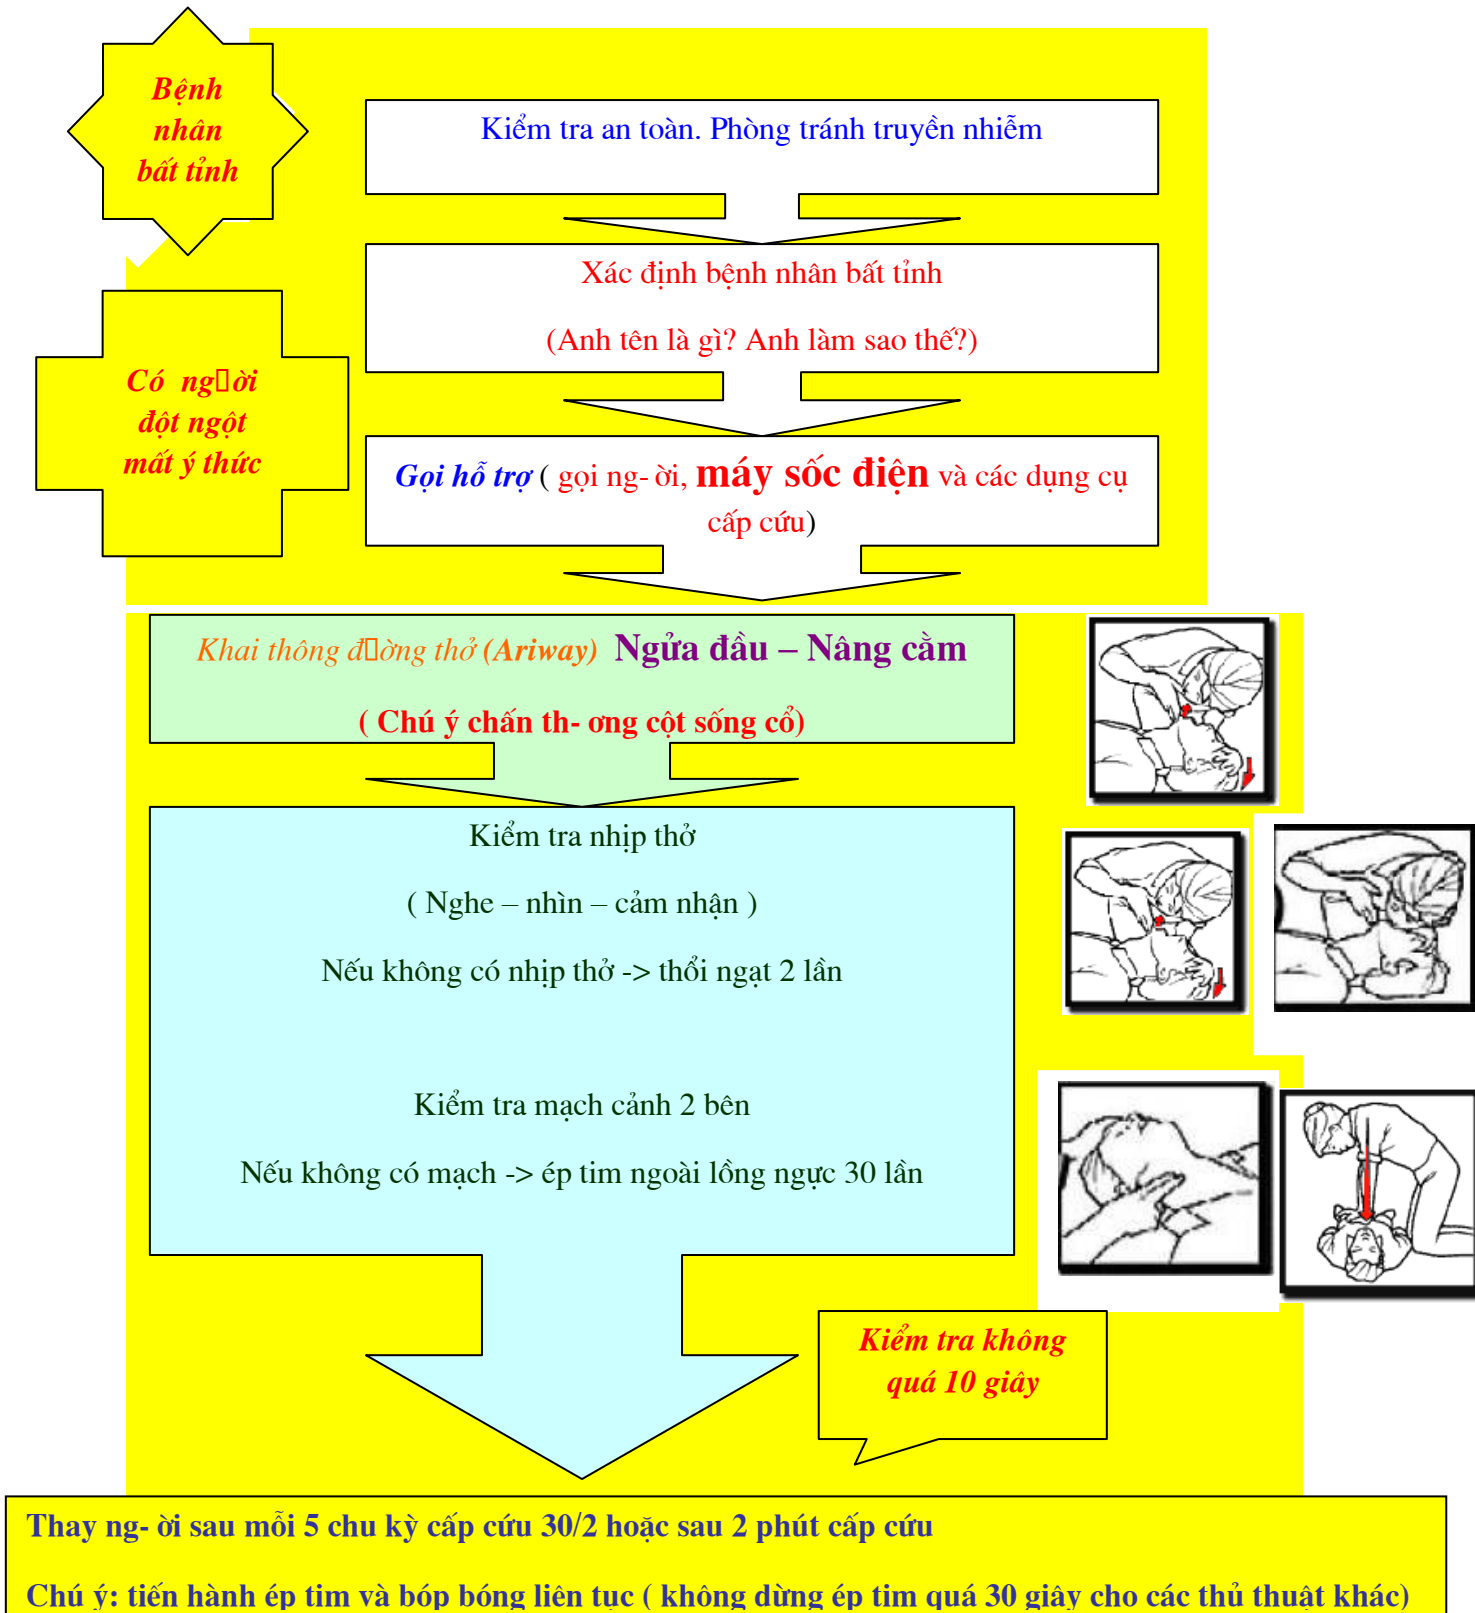 Bệnh
nhân
bất tỉnh
Kiểm tra an toàn. Phòng tránh truyền nhiễm
Xác định bệnh nhân bất tỉnh
(Anh tên là gì? Anh làm sao thế?)
Có ng▯ời
đột ngột
mất ý thức
Gọi hỗ trợ ( gọi ng- ời, máy sốc điện và các dụng cụ
cấp cứu)
Khai thông đ▯ờng thở (Ariway) Ngửa đầu – Nâng cằm
( Chú ý chấn th- ơng cột sống cổ)
Kiểm tra nhịp thở
( Nghe – nhìn – cảm nhận )
Nếu không có nhịp thở -> thổi ngạt 2 lần
Kiểm tra mạch cảnh 2 bên
Nếu không có mạch -> ép tim ngoài lồng ngực 30 lần
Kiểm tra không
quá 10 giây
Thay ng- ời sau mỗi 5 chu kỳ cấp cứu 30/2 hoặc sau 2 phút cấp cứu
Chú ý: tiến hành ép tim và bóp bóng liên tục ( không dừng ép tim quá 30 giây cho các thủ thuật khác)